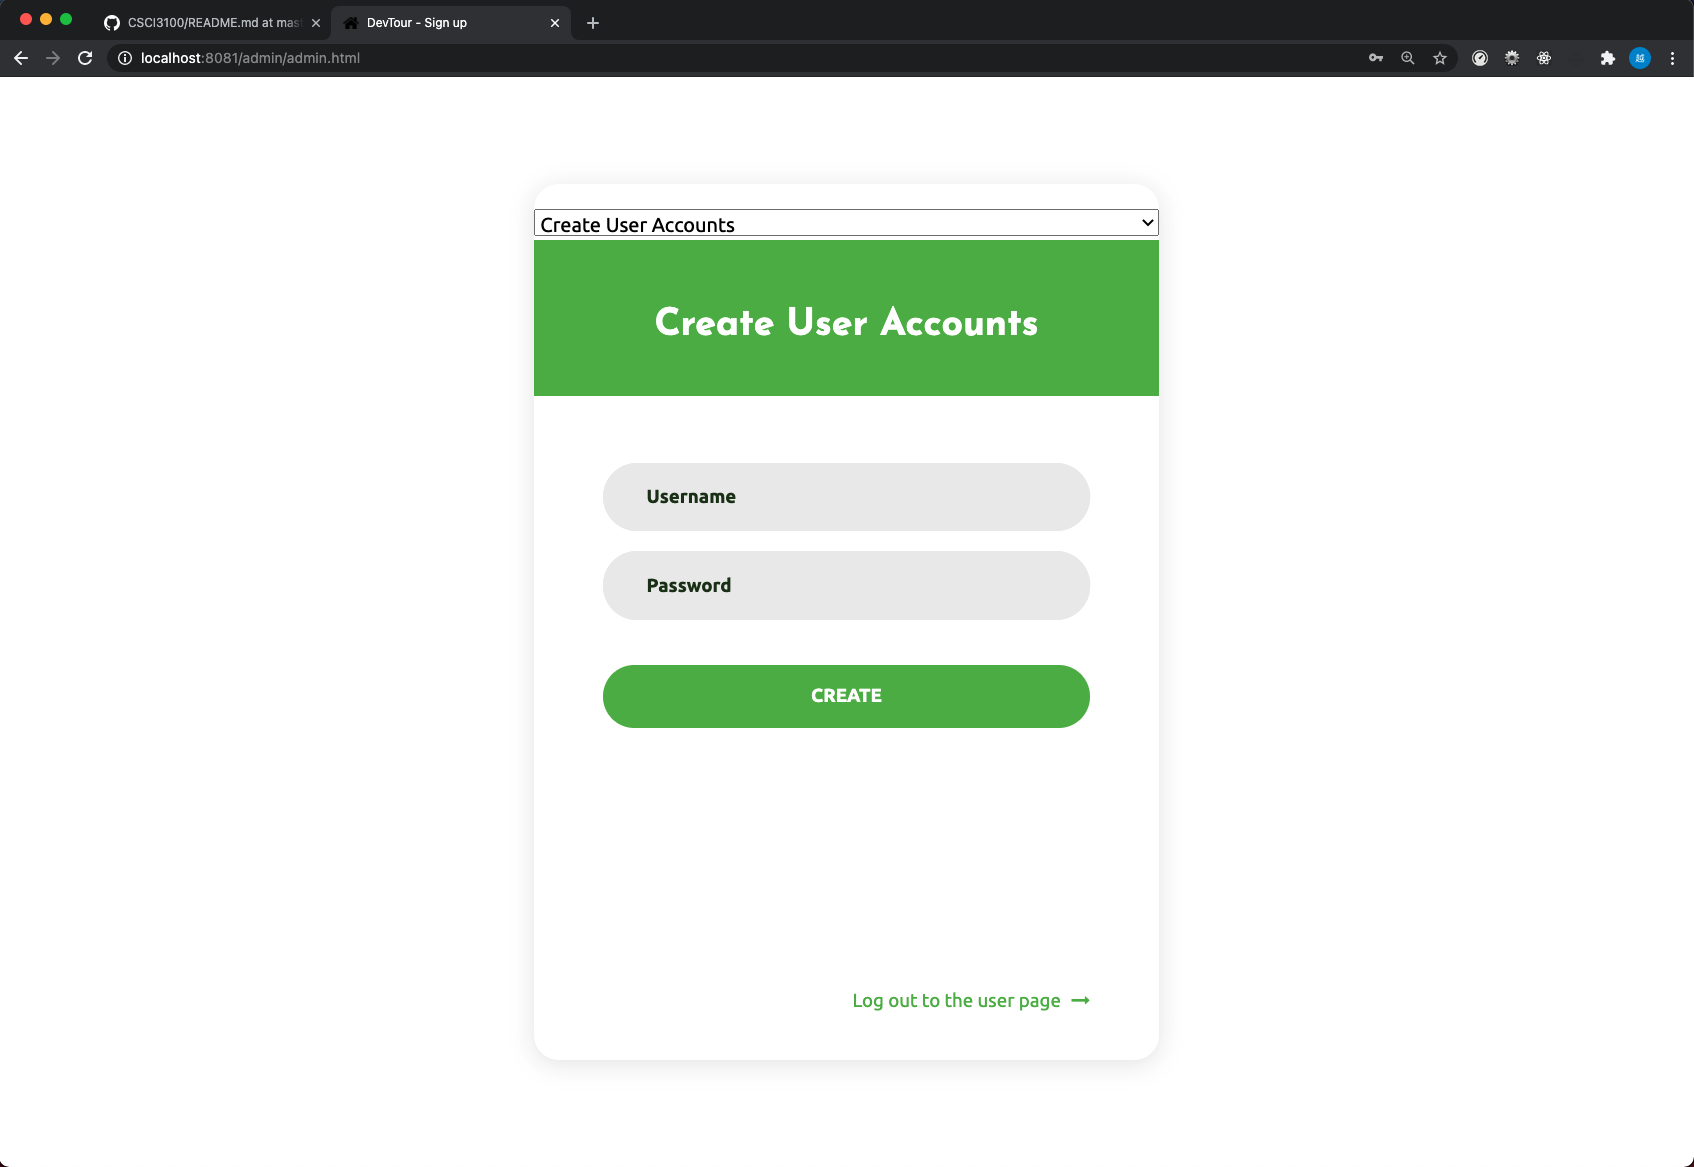 CSCI3100/README.md at mas
DevTour - Sign up
localhost:8081/admin/admin.html
越
Create User Accounts
Create User Accounts
Username
Password
CREATE
Log out to the user page